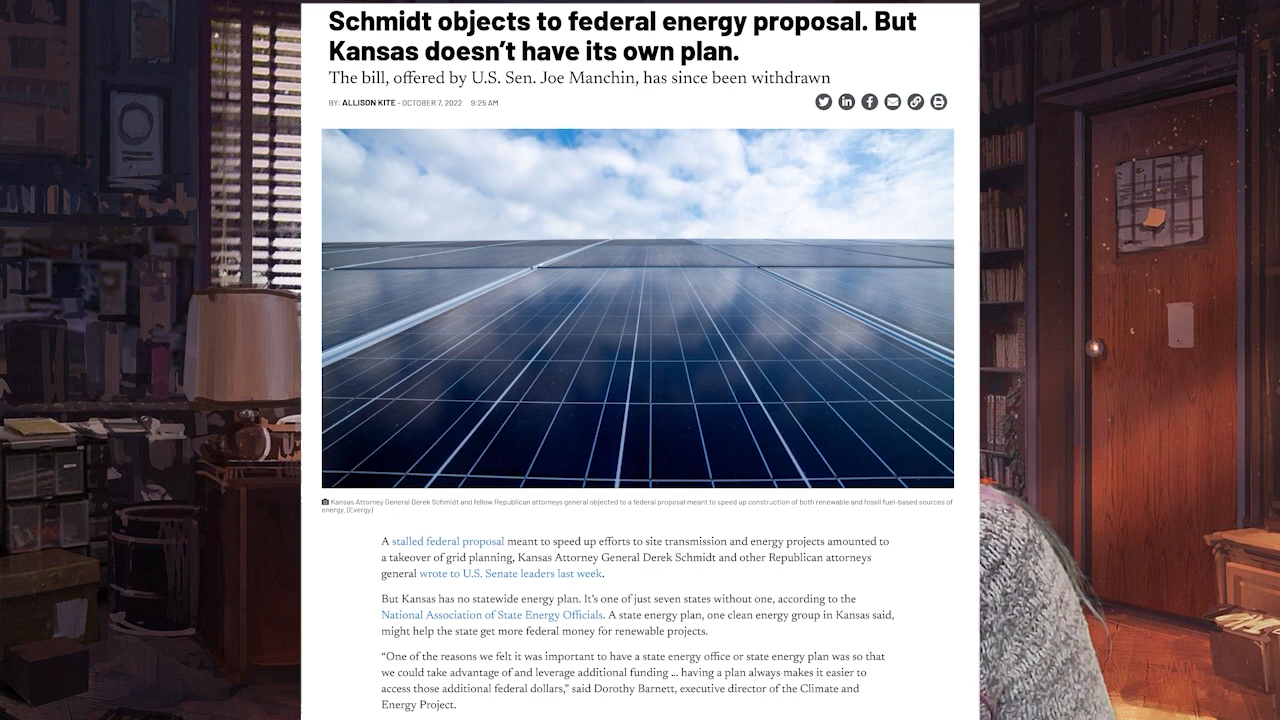 Schmidt objects to federal energy proposal. But
Kansas doesn’t have its own plan.
The bill, offered by U.S. Sen. Joe Manchin, has since been withdrawn
BY: ALLISON KITE - OCTOBER 7, 2022 9:25 AM
Kansas Attorney General Derek Schmidt and fellow Republican attorneys general objected to a federal proposal meant to speed up construction of both renewable and fossil fuel-based sources of
energy. (Evergy)
A stalled federal proposal meant to speed up efforts to site transmission and energy projects amounted to
a takeover of grid planning, Kansas Attorney General Derek Schmidt and other Republican attorneys
general wrote to U.S. Senate leaders last week.
But Kansas has no statewide energy plan. It’s one of just seven states without one, according to the
National Association of State Energy Officials. A state energy plan, one clean energy group in Kansas said,
might help the state get more federal money for renewable projects.
“One of the reasons we felt it was important to have a state energy office or state energy plan was so that
we could take advantage of and leverage additional funding … having a plan always makes it easier to
access those additional federal dollars,” said Dorothy Barnett, executive director of the Climate and
Energy Project.